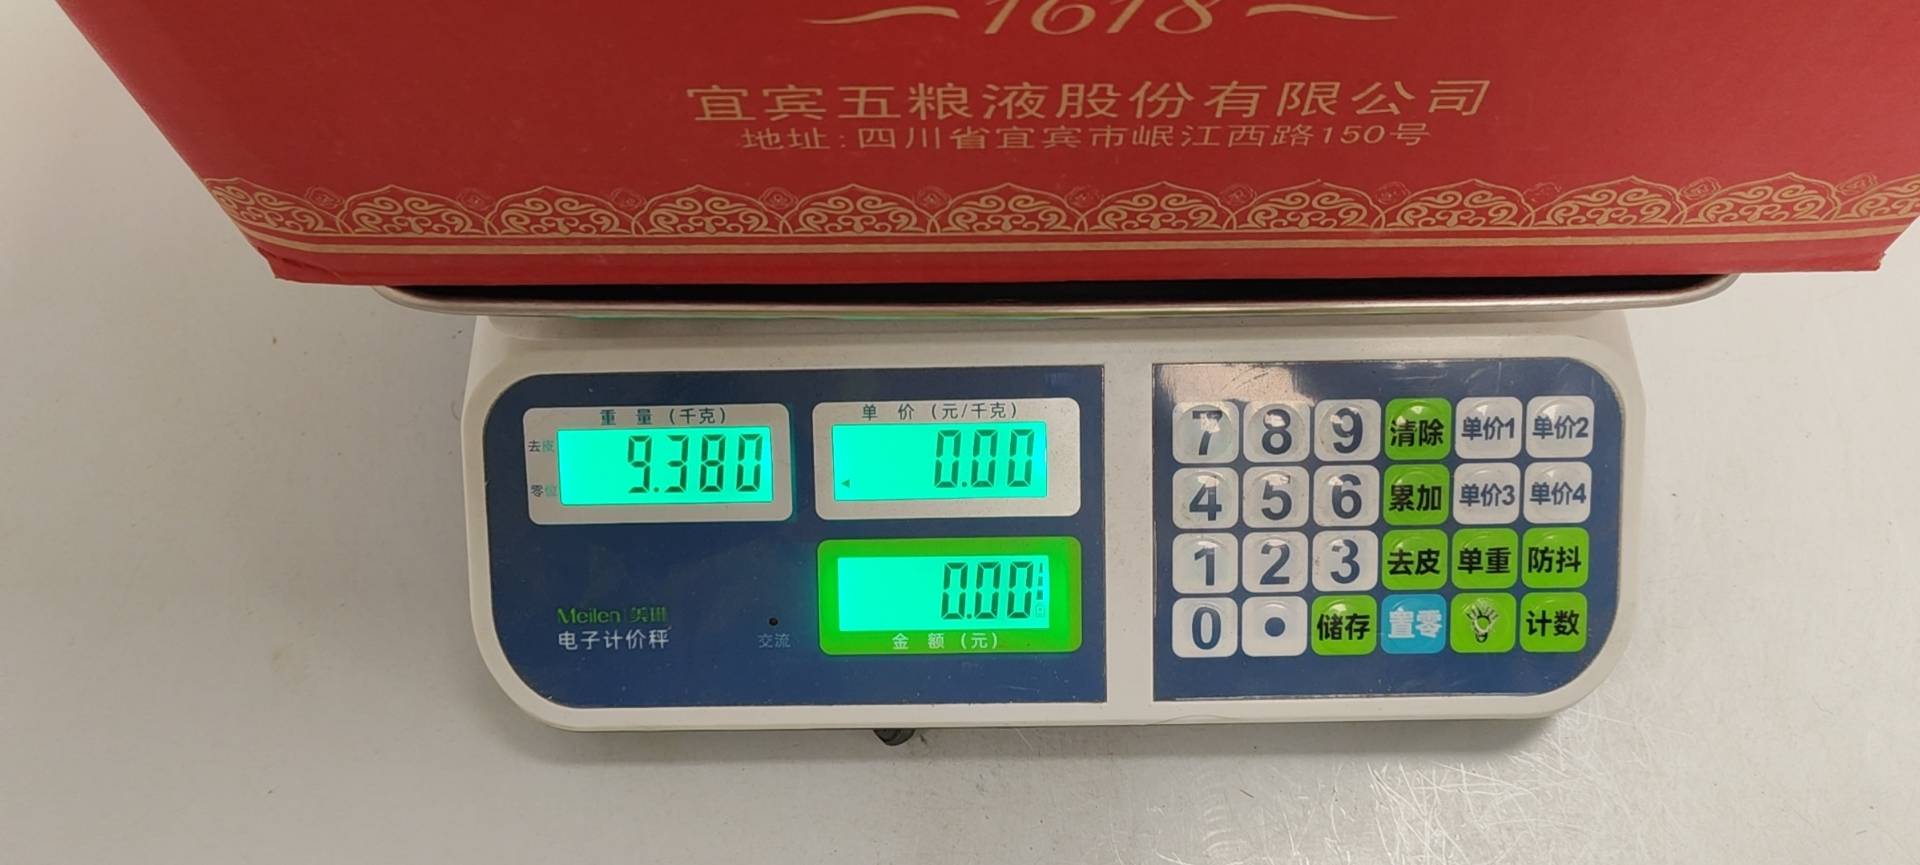 1618
宜宾五粮液股份有限公司
地址:四川省宜宾市岷江西路150号
重量(千克)
去皮
零位
9.380
单价(元/千克)
0.00
0.00
金额(元)
Meilen 美琳
电子计价秤
交流
7 8 9 清除 单价1 单价2
4 5 6 累加 单价3 单价4
1 2 3 去皮 单重 防抖
0 • 储存 置零 计数